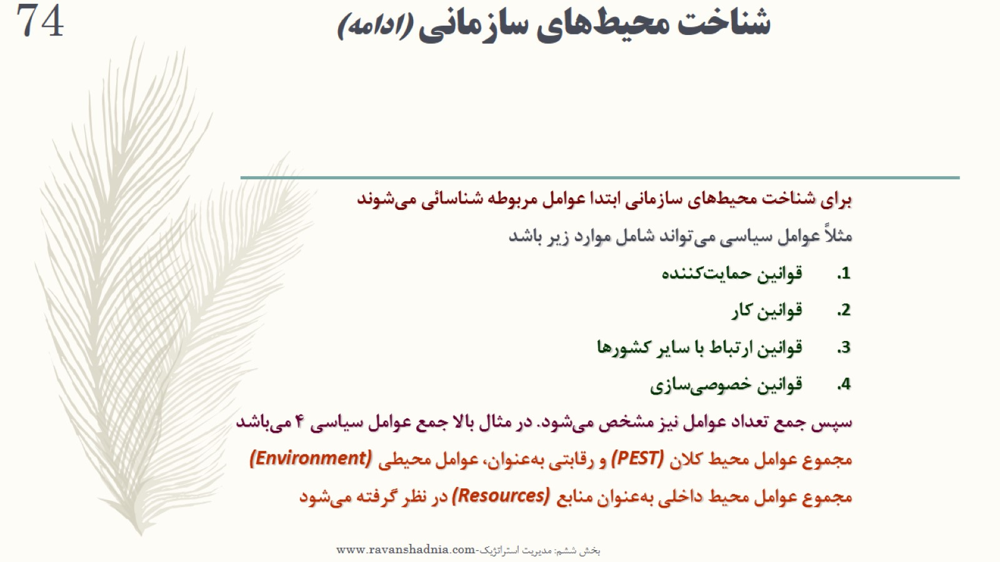 74
شناخت محیط‌های سازمانی (ادامه)
برای شناخت محیط‌های سازمانی ابتدا عوامل مربوطه شناسائی می‌شوند
مثلاً عوامل سیاسی می‌تواند شامل موارد زیر باشد
1. قوانین حمایت‌کننده
2. قوانین کار
3. قوانین ارتباط با سایر کشورها
4. قوانین خصوصی‌سازی
سپس جمع تعداد عوامل نیز مشخص می‌شود. در مثال بالا جمع عوامل سیاسی ۴ می‌باشد
مجموع عوامل محیط کلان (PEST) و رقابتی به‌عنوان، عوامل محیطی (Environment)
مجموع عوامل محیط داخلی به‌عنوان منابع (Resources) در نظر گرفته می‌شود
بخش ششم: مدیریت استراتژیک-www.ravanshadnia.com